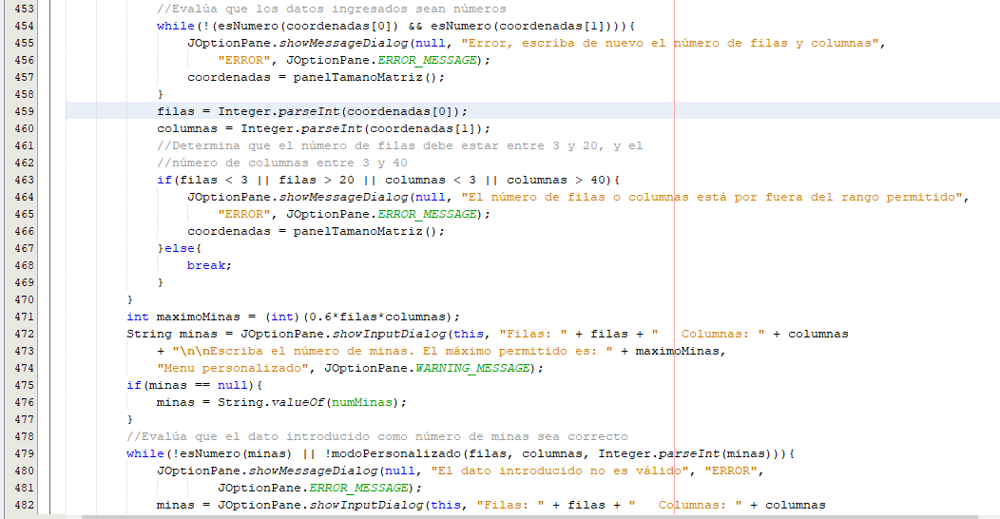 453 //Evalúa que los datos ingresados sean números
454 while(!(esNumero(coordenadas[0]) && esNumero(coordenadas[1]))){
455 JOptionPane.showMessageDialog(null, "Error, escriba de nuevo el número de filas y columnas",
456 "ERROR", JOptionPane.ERROR_MESSAGE);
457 coordenadas = panelTamanoMatriz();
458 }
459 filas = Integer.parseInt(coordenadas[0]);
460 columnas = Integer.parseInt(coordenadas[1]);
461 //Determina que el número de filas debe estar entre 3 y 20, y el
462 //número de columnas entre 3 y 40
463 if(filas < 3 || filas > 20 || columnas < 3 || columnas > 40){
464 JOptionPane.showMessageDialog(null, "El número de filas o columnas está por fuera del rango permitido",
465 "ERROR", JOptionPane.ERROR_MESSAGE);
466 coordenadas = panelTamanoMatriz();
467 }else{
468 break;
469 }
470 }
471 int maximoMinas = (int)(0.6*filas*columnas);
472 String minas = JOptionPane.showInputDialog(this, "Filas: " + filas + "   Columnas: " + columnas
473 + "\n\nEscriba el número de minas. El máximo permitido es: " + maximoMinas,
474 "Menu personalizado", JOptionPane.WARNING_MESSAGE);
475 if(minas == null){
476 minas = String.valueOf(numMinas);
477 }
478 //Evalúa que el dato introducido como número de minas sea correcto
479 while(!esNumero(minas) || !modoPersonalizado(filas, columnas, Integer.parseInt(minas))){
480 JOptionPane.showMessageDialog(null, "El dato introducido no es válido", "ERROR",
481 JOptionPane.ERROR_MESSAGE);
482 minas = JOptionPane.showInputDialog(this, "Filas: " + filas + "   Columnas: " + columnas